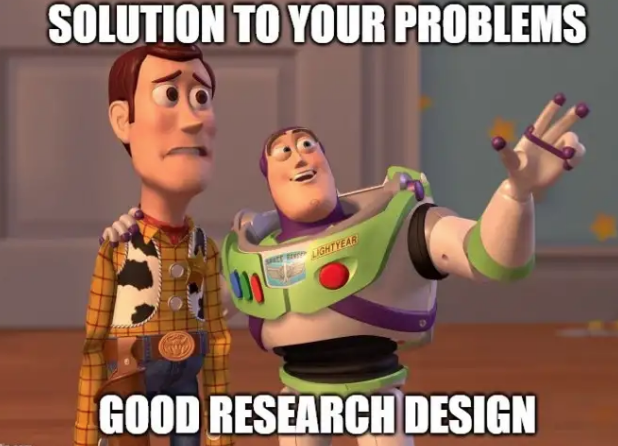 SOLUTION TO YOUR PROBLEMS
LIGHTYEAR
GOOD RESEARCH DESIGN